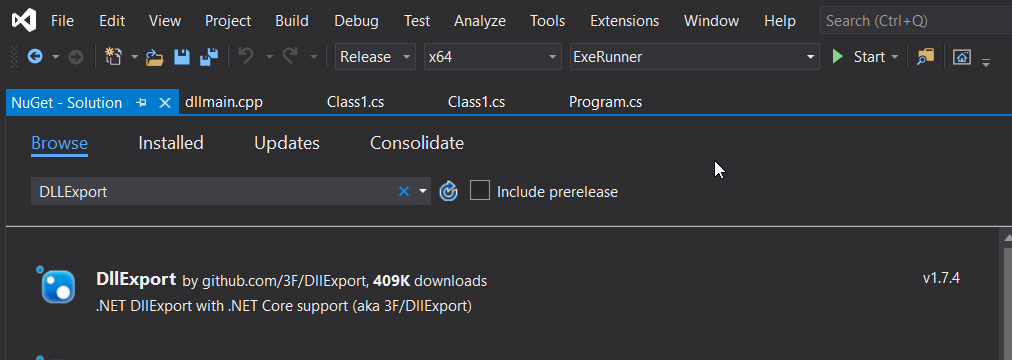 File Edit View Project Build Debug Test Analyze Tools Extensions Window Help Search (Ctrl+Q)
Release x64 ExeRunner Start
NuGet - Solution dllmain.cpp Class1.cs Class1.cs Program.cs
Browse Installed Updates Consolidate
DLLExport Include prerelease
DllExport by github.com/3F/DllExport, 409K downloads v1.7.4
.NET DllExport with .NET Core support (aka 3F/DllExport)